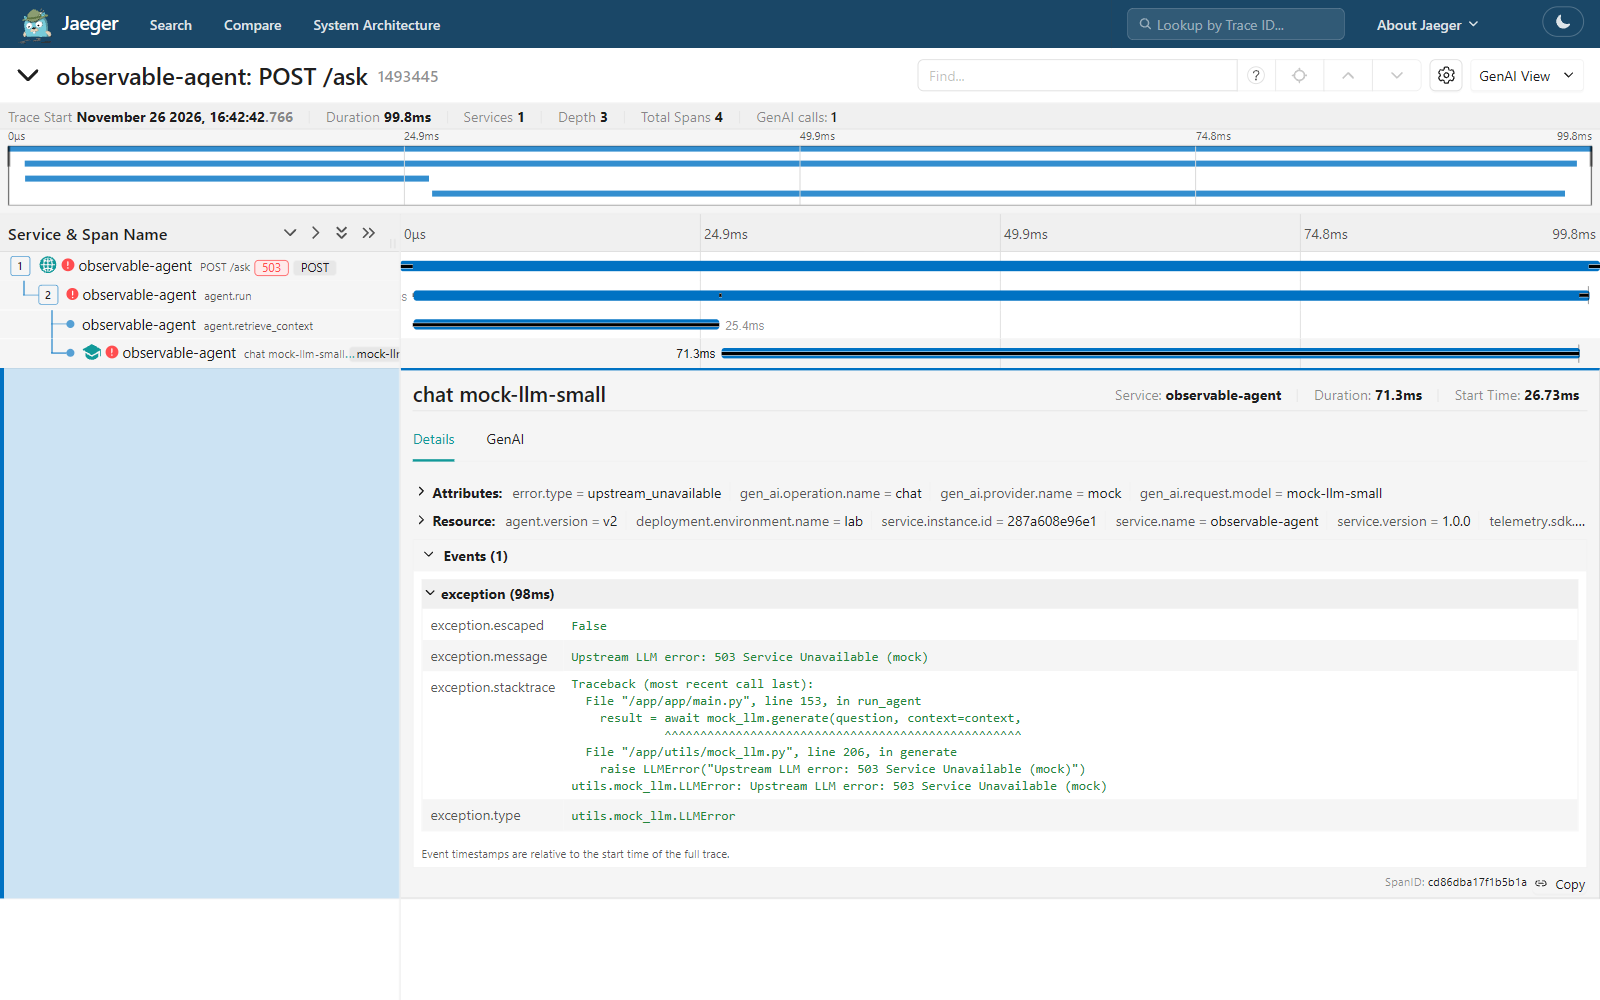 Jaeger Search Compare System Architecture Lookup by Trace ID... About Jaeger
observable-agent: POST /ask 1493445 Find... ? GenAI View
Trace Start November 26 2026, 16:42:42.766 Duration 99.8ms Services 1 Depth 3 Total Spans 4 GenAI calls: 1
0μs 24.9ms 49.9ms 74.8ms 99.8ms
Service & Span Name 0μs 24.9ms 49.9ms 74.8ms 99.8ms
1 observable-agent POST /ask 503 POST
2 observable-agent agent.run s
observable-agent agent.retrieve_context 25.4ms
observable-agent chat mock-llm-small... mock-llm 71.3ms
chat mock-llm-small Service: observable-agent Duration: 71.3ms Start Time: 26.73ms
Details GenAI
Attributes: error.type = upstream_unavailable gen_ai.operation.name = chat gen_ai.provider.name = mock gen_ai.request.model = mock-llm-small
Resource: agent.version = v2 deployment.environment.name = lab service.instance.id = 287a608e96e1 service.name = observable-agent service.version = 1.0.0 telemetry.sdk....
Events (1)
exception (98ms)
exception.escaped False
exception.message Upstream LLM error: 503 Service Unavailable (mock)
exception.stacktrace Traceback (most recent call last):
File "/app/app/main.py", line 153, in run_agent
result = await mock_llm.generate(question, context=context,
^^^^^^^^^^^^^^^^^^^^^^^^^^^^^^^^^^^^^^^^^^^^^^^^^^
File "/app/utils/mock_llm.py", line 206, in generate
raise LLMError("Upstream LLM error: 503 Service Unavailable (mock)")
utils.mock_llm.LLMError: Upstream LLM error: 503 Service Unavailable (mock)
exception.type utils.mock_llm.LLMError
Event timestamps are relative to the start time of the full trace.
SpanID: cd86dba17f1b5b1a Copy